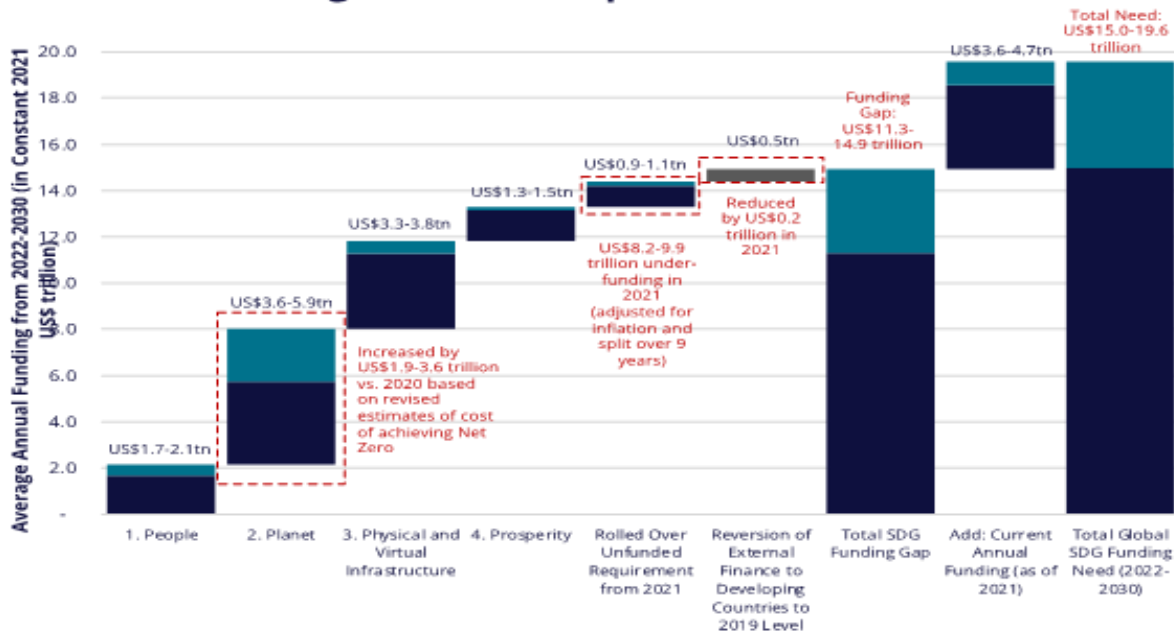 Total Need:
US$15.0-19.6
trillion
Average Annual Funding from 2022-2030 (in Constant 2021
US$ trillion)
20.0
18.0
16.0
14.0
12.0
10.0
8.0
6.0
4.0
2.0
-
US$1.7-2.1tn
US$3.6-5.9tn
Increased by
US$1.9-3.6 trillion
vs. 2020 based
on revised
estimates of cost
of achieving Net
Zero
US$3.3-3.8tn
US$1.3-1.5tn
US$0.9-1.1tn
US$8.2-9.9
trillion under-
funding in
2021
(adjusted for
inflation and
split over 9
years)
US$0.5tn
Reduced
by US$0.2
trillion in
2021
Funding
Gap:
US$11.3-
14.9 trillion
US$3.6-4.7tn
1. People
2. Planet
3. Physical and
Virtual
Infrastructure
4. Prosperity
Rolled Over
Unfunded
Requirement
from 2021
Reversion of
External
Finance to
Developing
Countries to
2019 Level
Total SDG
Funding Gap
Add: Current
Annual
Funding (as of
2021)
Total Global
SDG Funding
Need (2022-
2030)